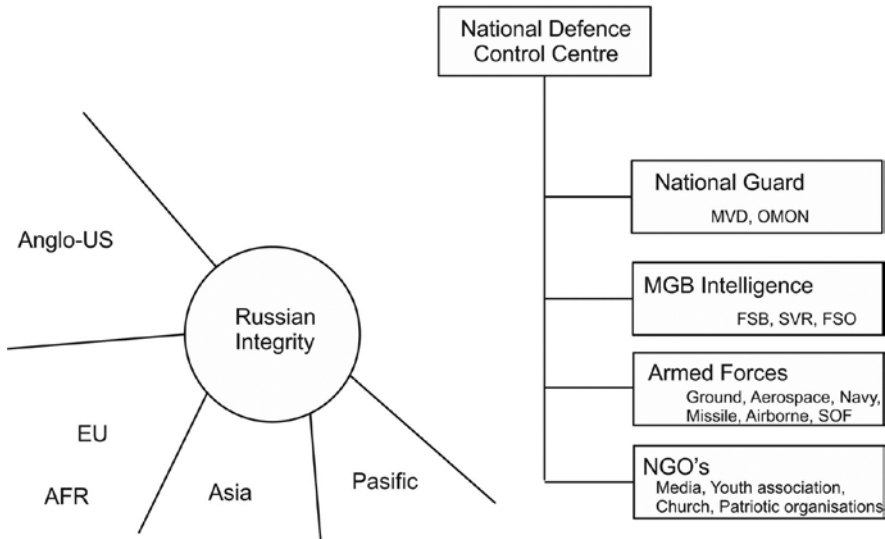 National Defence
Control Centre
National Guard
MVD, OMON
MGB Intelligence
FSB, SVR, FSO
Armed Forces
Ground, Aerospace, Navy,
Missile, Airborne, SOF
NGO's
Media, Youth association,
Church, Patriotic organisations
Anglo-US
Russian
Integrity
EU
AFR
Asia
Pasific